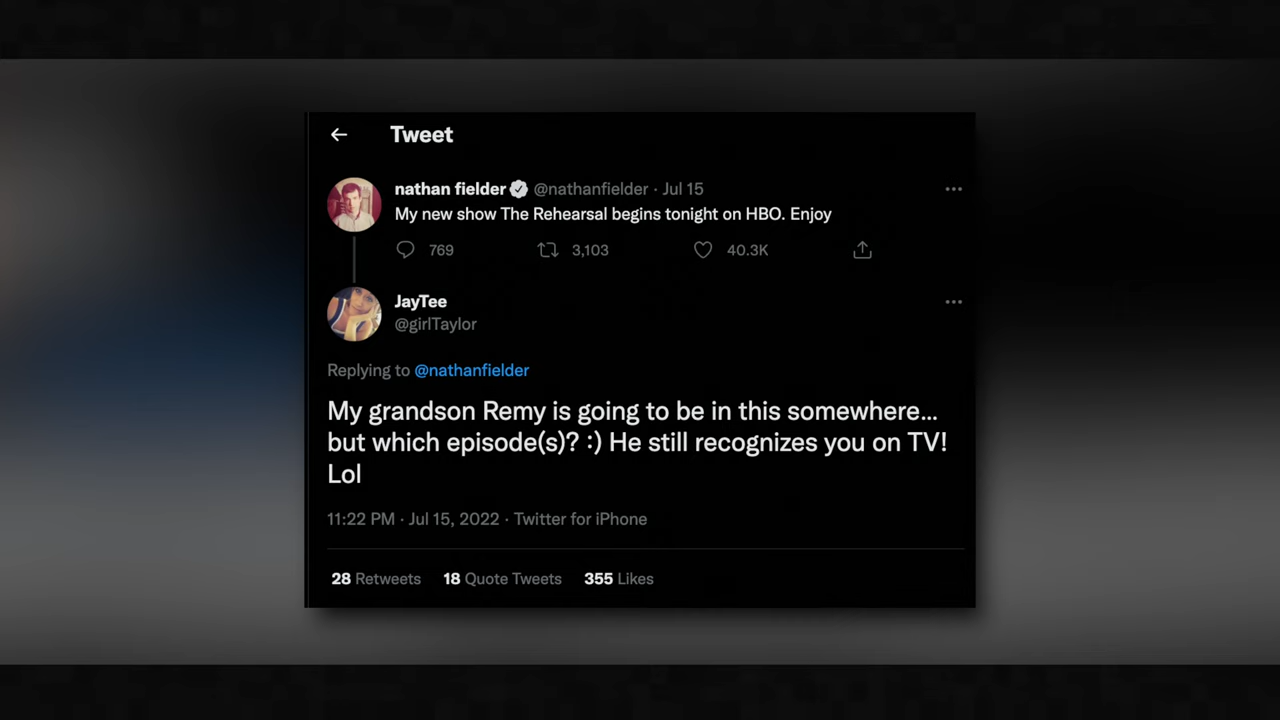 Tweet
nathan fielder @nathanfielder · Jul 15
My new show The Rehearsal begins tonight on HBO. Enjoy
769 3,103 40.3K
JayTee
@girlTaylor
Replying to @nathanfielder
My grandson Remy is going to be in this somewhere...
but which episode(s)? :) He still recognizes you on TV!
Lol
11:22 PM · Jul 15, 2022 · Twitter for iPhone
28 Retweets 18 Quote Tweets 355 Likes